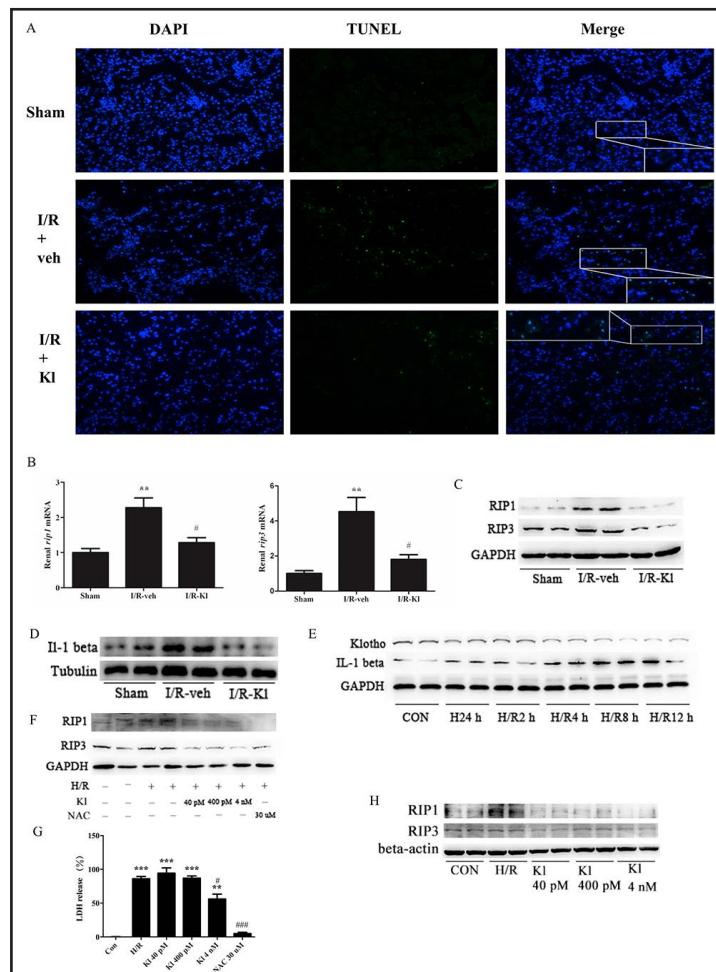 A
DAPI TUNEL Merge
Sham
I/R
+
veh
I/R
+
Kl
B
Renal rip1 mRNA
3
2
1
0
**
#
Sham I/R-veh I/R-Kl
Renal rip3 mRNA
6
4
2
0
**
#
Sham I/R-veh I/R-Kl
C
RIP1
RIP3
GAPDH
Sham I/R-veh I/R-Kl
D
Il-1 beta
Tubulin
Sham I/R-veh I/R-Kl
E
Klotho
IL-1 beta
GAPDH
CON H24 h H/R2 h H/R4 h H/R8 h H/R12 h
F
RIP1
RIP3
GAPDH
H/R – – + + + + + +
Kl – – – – 40 pM 400 pM 4 nM
NAC – – – – 30 uM
G
LDH release
(%)
150
100
50
0
*** *** *** # ** ###
Con H/R Kl 40 pM Kl 400 pM Kl 4 nM NAC 30 uM
H
RIP1
RIP3
beta-actin
CON H/R Kl Kl Kl
40 pM 400 pM 4 nM